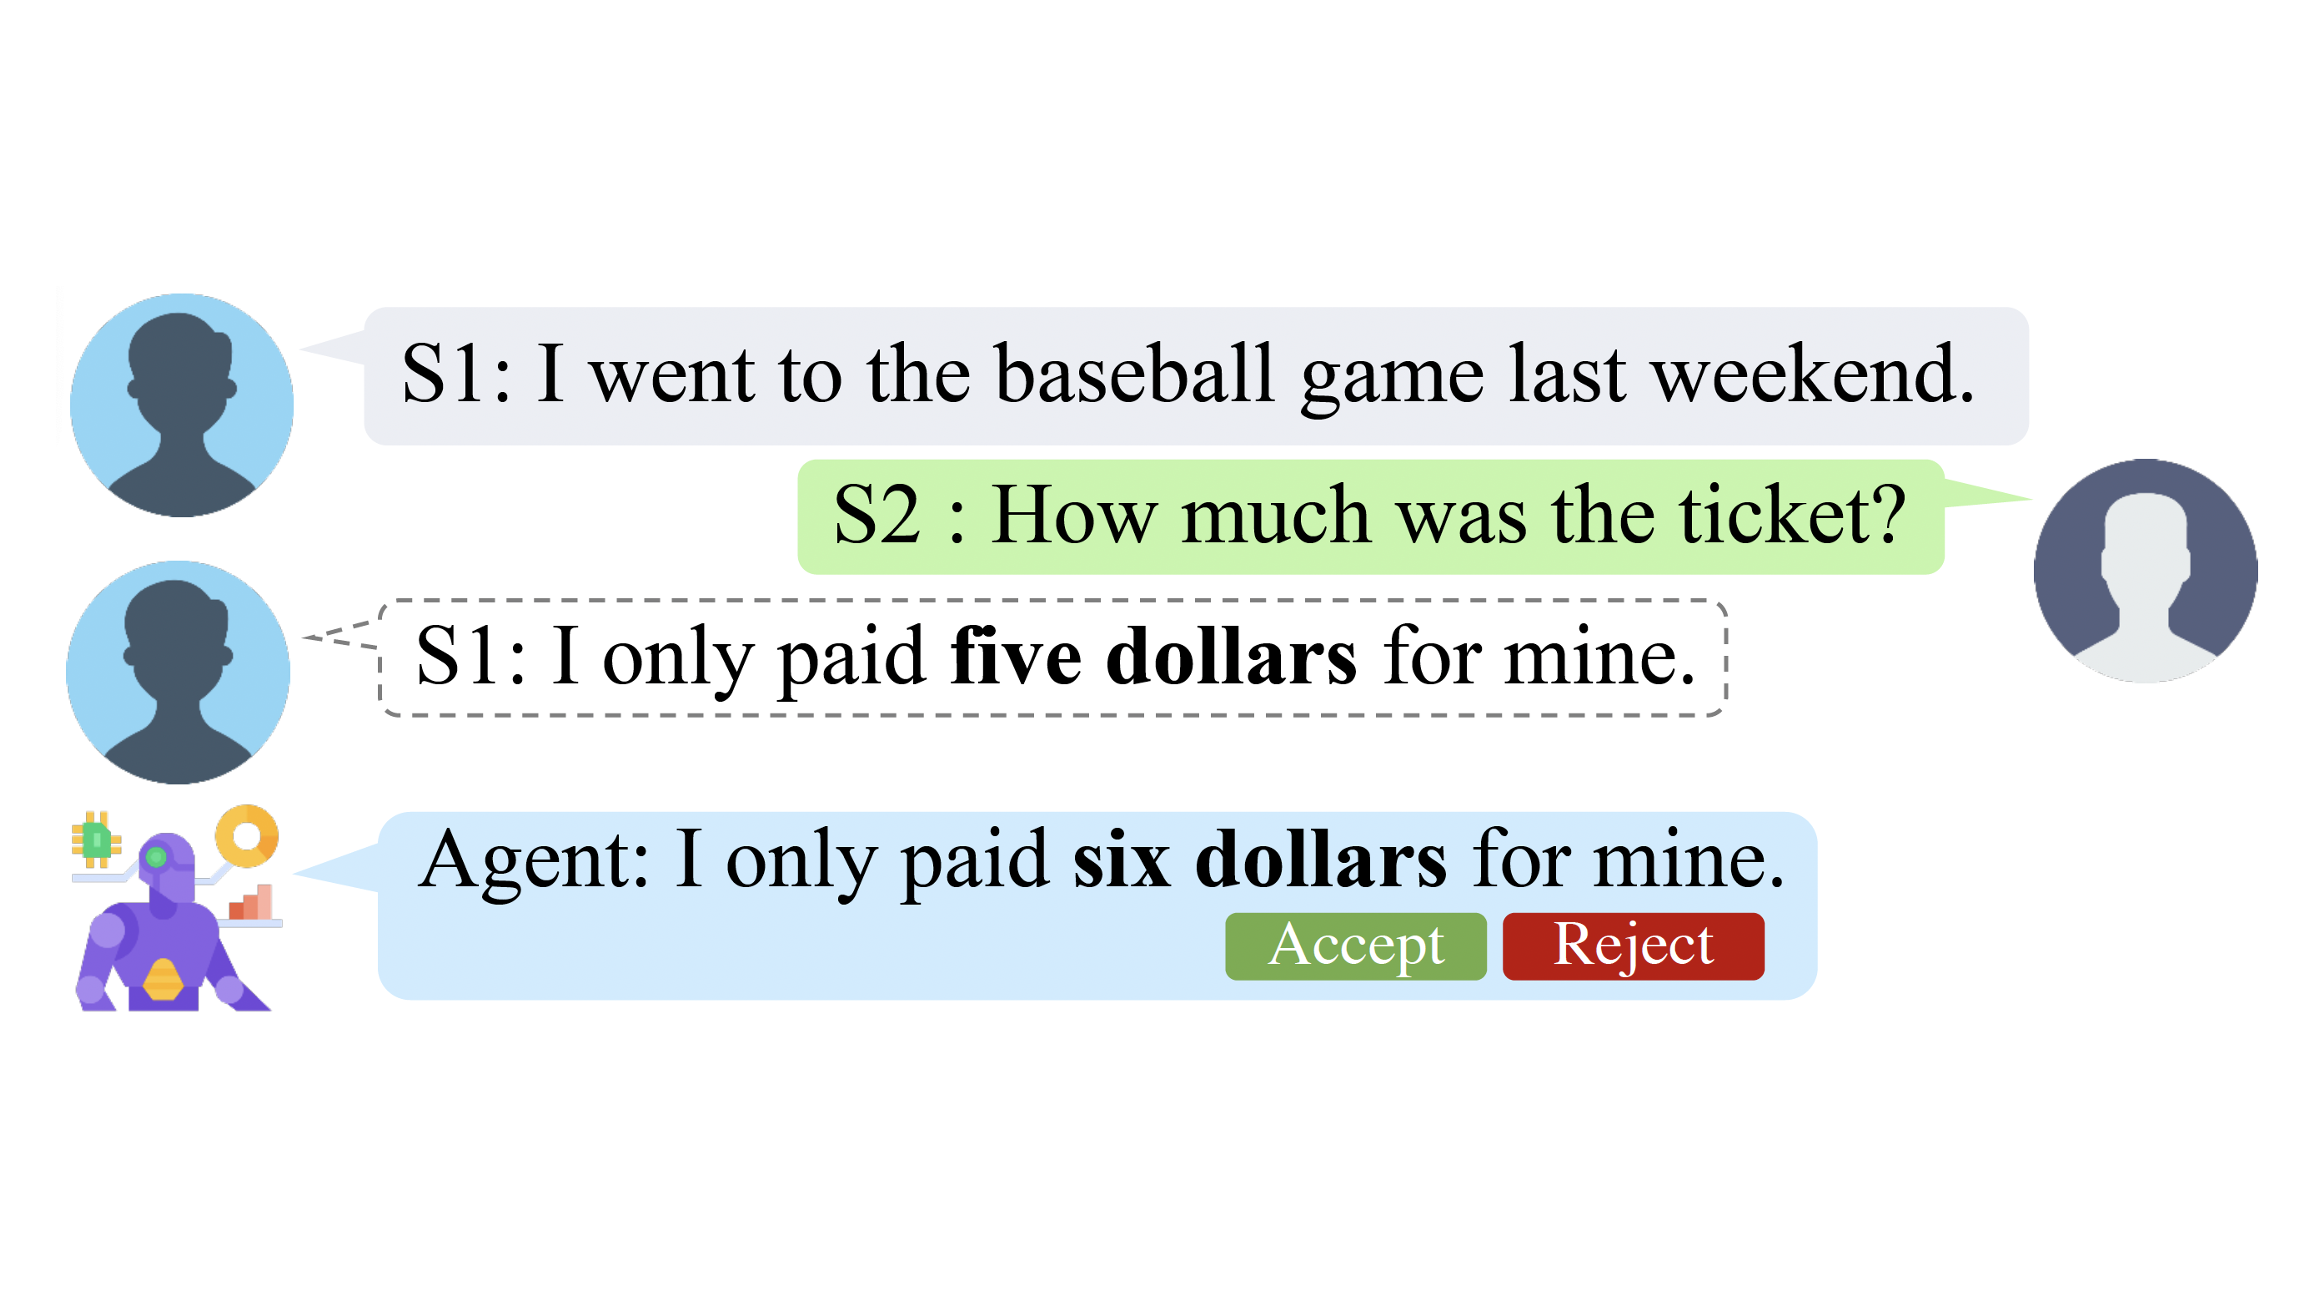 S1: I went to the baseball game last weekend.
S2 : How much was the ticket?
S1: I only paid five dollars for mine.
Agent: I only paid six dollars for mine.
Accept Reject